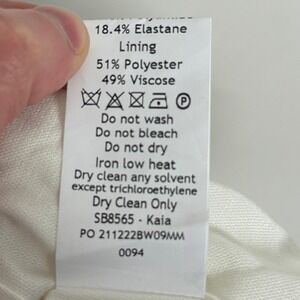 18.4% Elastane
Lining
51% Polyester
49% Viscose
P
Do not wash
Do not bleach
Do not dry
Iron low heat
Dry clean any solvent
except trichloroethylene
Dry Clean Only
SB8565 - Kaia
PO 211222BW09MM
0094